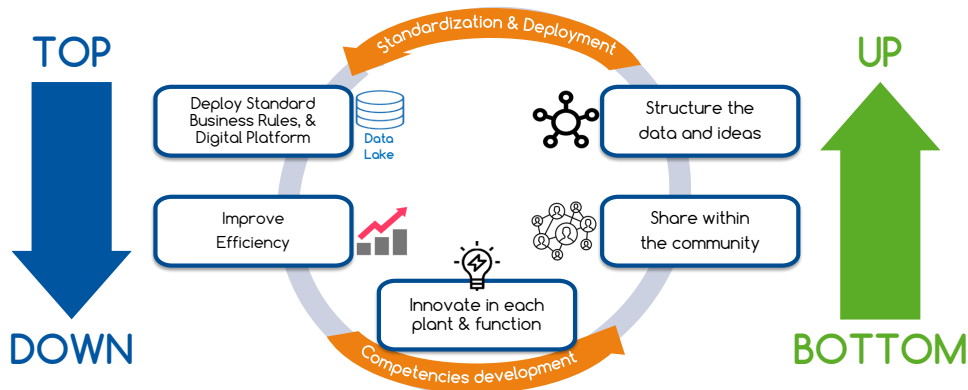 Standardization & Deployment
TOP
UP
Deploy Standard
Business Rules, &
Digital Platform
Data
Lake
Structure the
data and ideas
Improve
Efficiency
Share within
the community
Innovate in each
plant & function
DOWN
BOTTOM
Competencies development